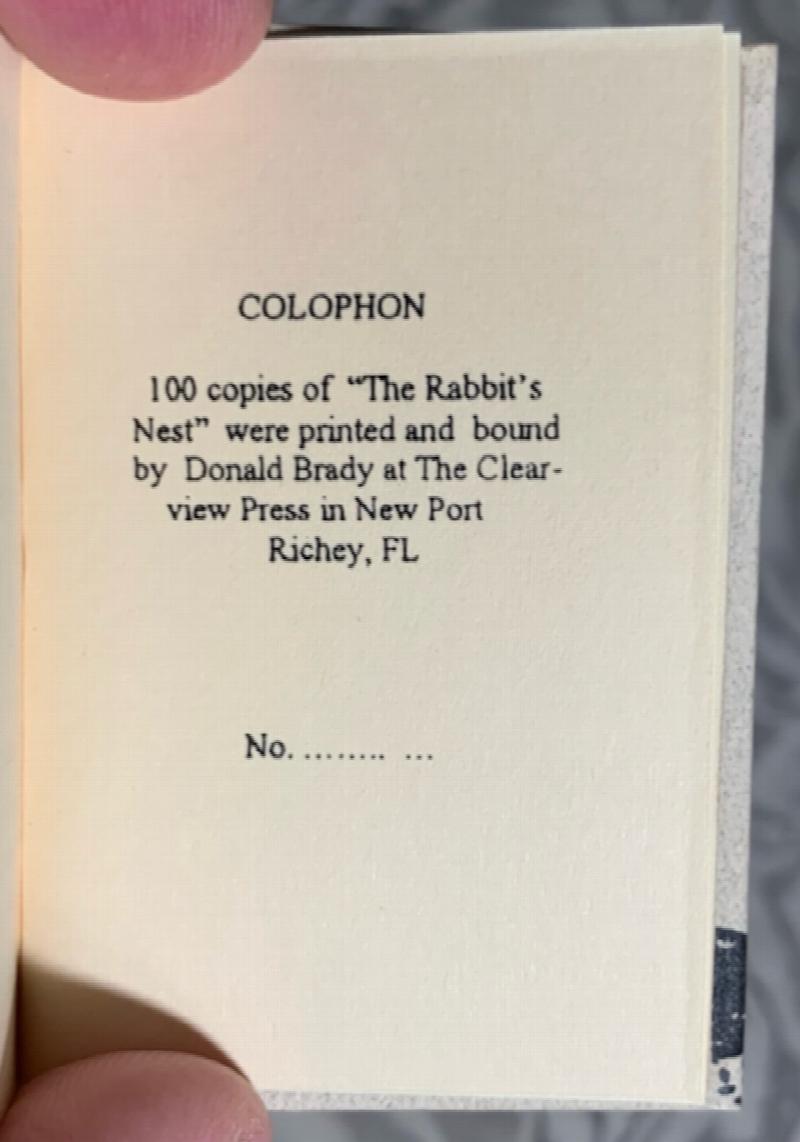 COLOPHON
100 copies of “The Rabbit’s
Nest” were printed and bound
by Donald Brady at The Clear-
view Press in New Port
Richey, FL
No. ........ ...